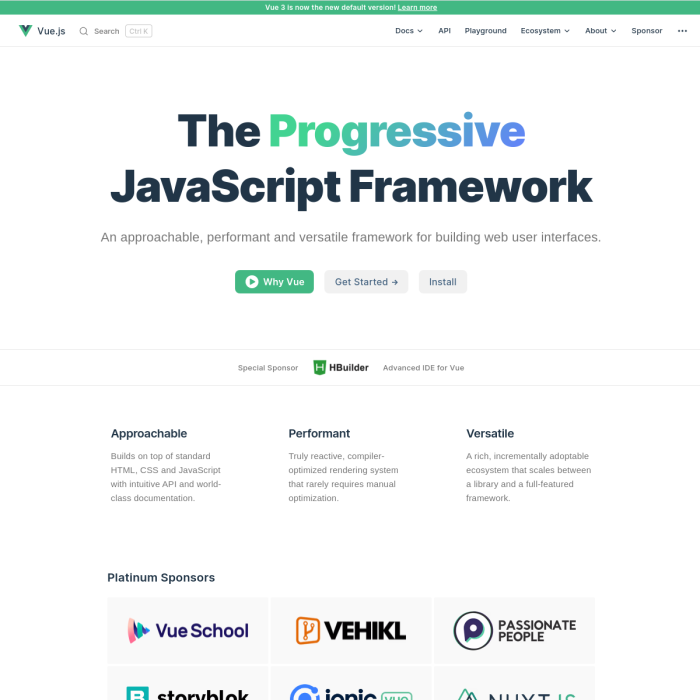 Vue 3 is now the new default version! Learn more
Vue.js Search Ctrl K Docs API Playground Ecosystem About Sponsor
The Progressive
JavaScript Framework
An approachable, performant and versatile framework for building web user interfaces.
Why Vue Get Started → Install
Special Sponsor HBuilder Advanced IDE for Vue
Approachable
Builds on top of standard
HTML, CSS and JavaScript
with intuitive API and world-
class documentation.
Performant
Truly reactive, compiler-
optimized rendering system
that rarely requires manual
optimization.
Versatile
A rich, incrementally adoptable
ecosystem that scales between
a library and a full-featured
framework.
Platinum Sponsors
Vue School
VEHIKL
PASSIONATE
PEOPLE
storyblok
ionic VUE
NUXT JS